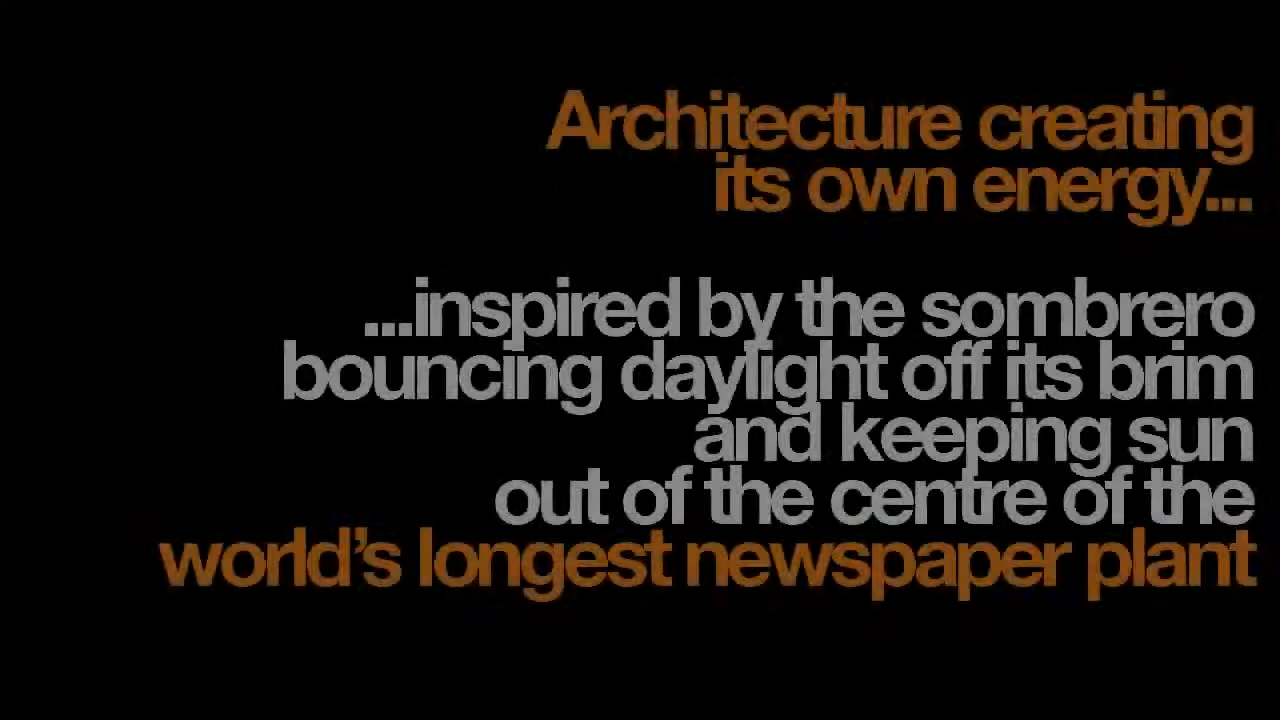 Architecture creating
its own energy...
...inspired by the sombrero
bouncing daylight off its brim
and keeping sun
out of the centre of the
world’s longest newspaper plant